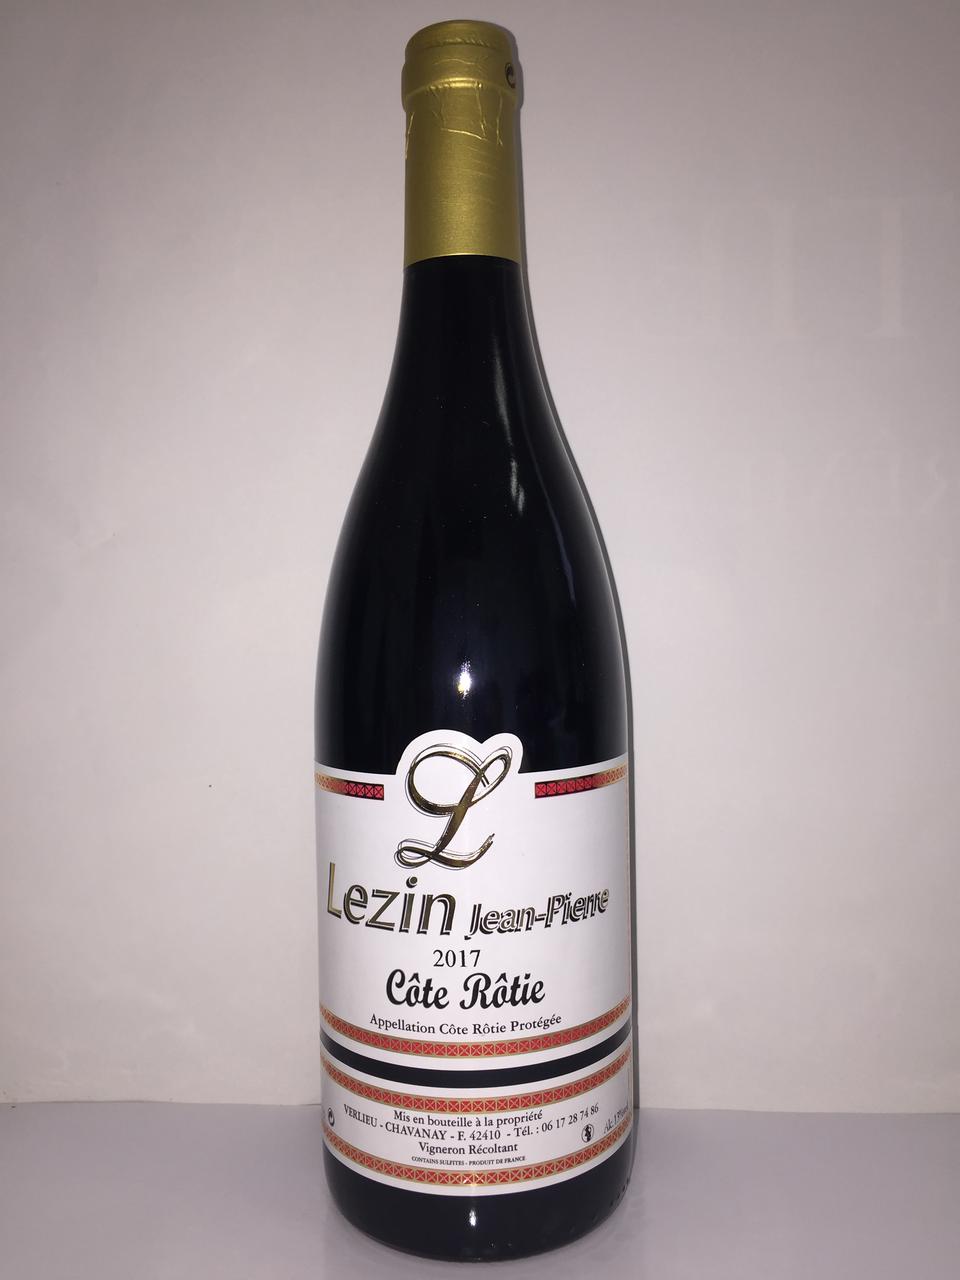 L
Lezin Jean-Pierre
2017
Côte Rôtie
Appellation Côte Rôtie Protégée
Mis en bouteille à la propriété
VERLIEU - CHAVANAY - F. 42410 - Tél. : 06 17 28 74 86
Vigneron Récoltant
CONTAINS SULFITES - PRODUIT DE FRANCE